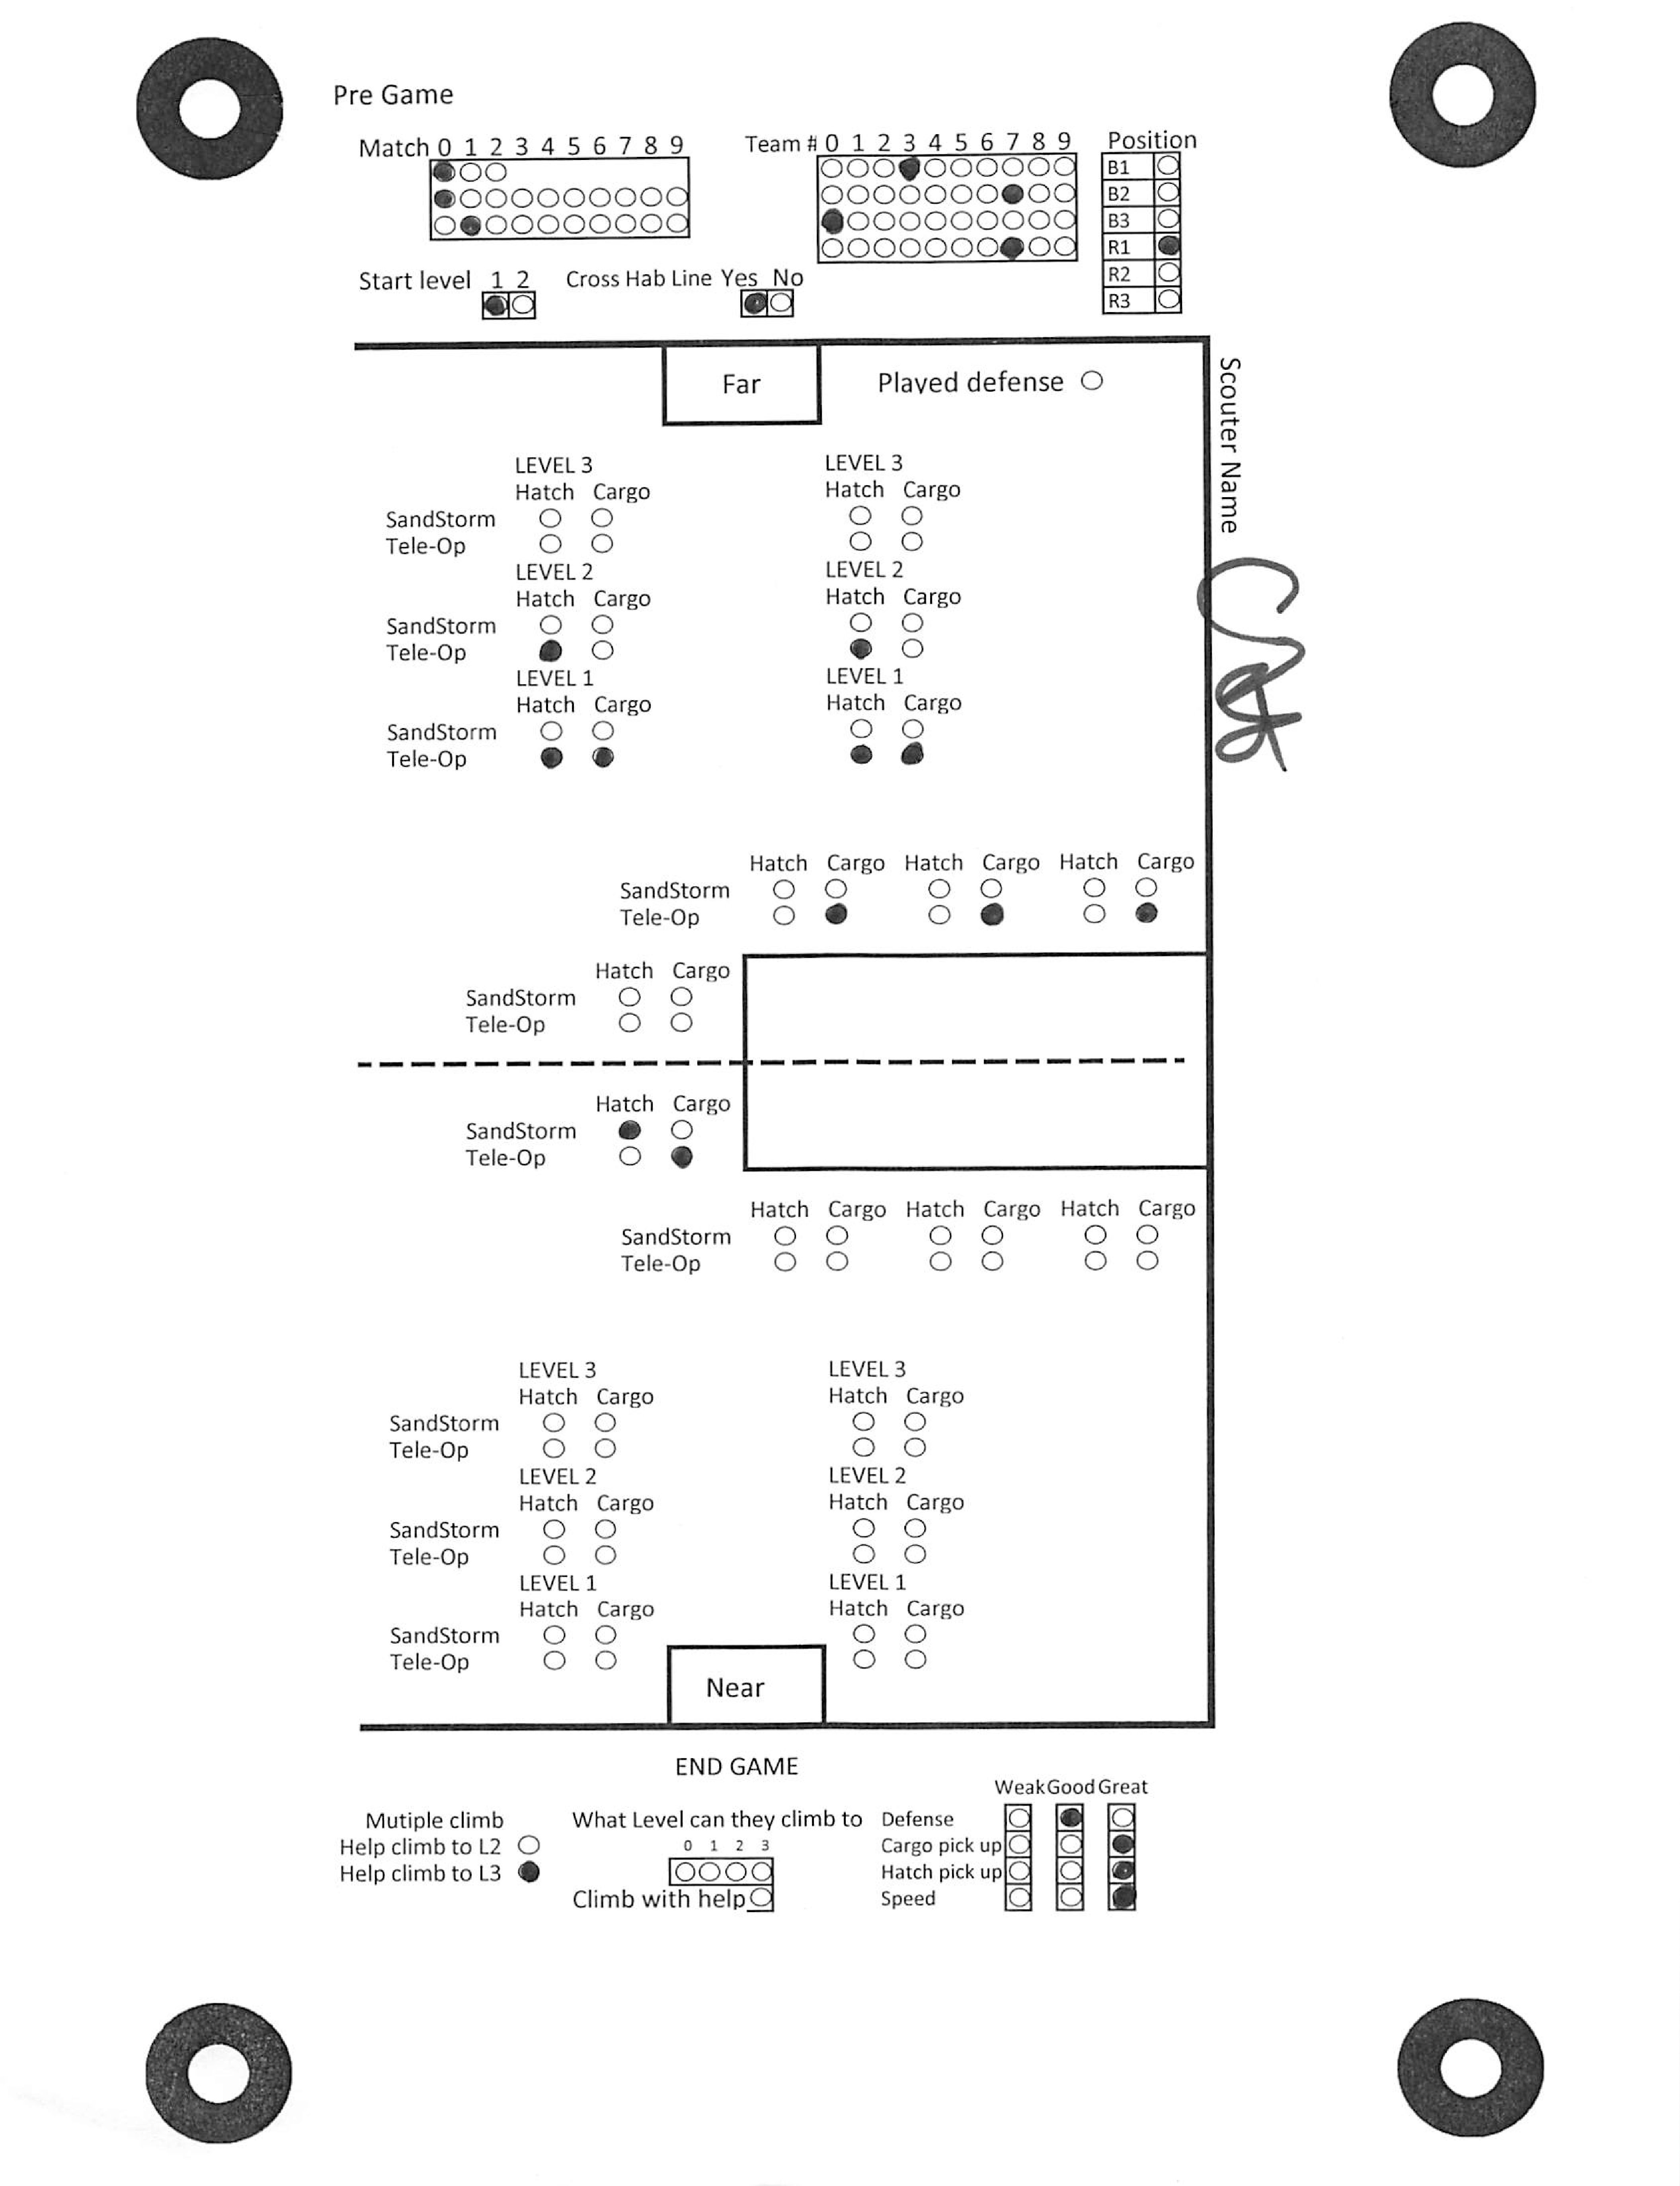 Pre Game
Match 0 1 2 3 4 5 6 7 8 9
Team # 0 1 2 3 4 5 6 7 8 9
Position
B1
B2
B3
R1
R2
R3
Start level 1 2
Cross Hab Line Yes No
Far
Played defense
Scouter Name
LEVEL 3 LEVEL 3
Hatch Cargo Hatch Cargo
SandStorm
Tele-Op
LEVEL 2 LEVEL 2
Hatch Cargo Hatch Cargo
SandStorm
Tele-Op
LEVEL 1 LEVEL 1
Hatch Cargo Hatch Cargo
SandStorm
Tele-Op
Hatch Cargo Hatch Cargo Hatch Cargo
SandStorm
Tele-Op
Hatch Cargo
SandStorm
Tele-Op
Hatch Cargo
SandStorm
Tele-Op
Hatch Cargo Hatch Cargo Hatch Cargo
SandStorm
Tele-Op
LEVEL 3 LEVEL 3
Hatch Cargo Hatch Cargo
SandStorm
Tele-Op
LEVEL 2 LEVEL 2
Hatch Cargo Hatch Cargo
SandStorm
Tele-Op
LEVEL 1 LEVEL 1
Hatch Cargo Hatch Cargo
SandStorm
Tele-Op
Near
END GAME
Mutiple climb
Help climb to L2
Help climb to L3
What Level can they climb to
0 1 2 3
Climb with help
Weak Good Great
Defense
Cargo pick up
Hatch pick up
Speed